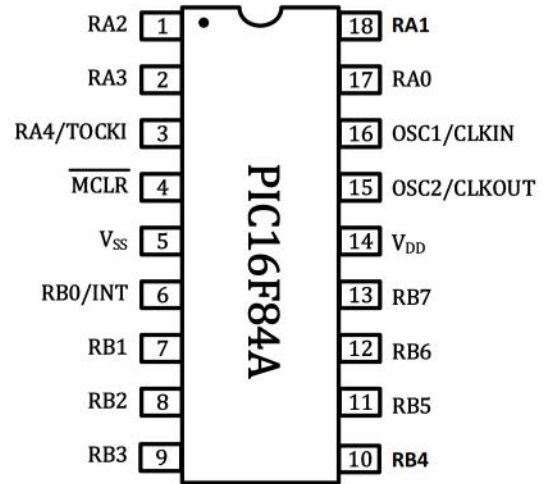 RA2 1 18 RA1
RA3 2 17 RA0
RA4/TOCKI 3 16 OSC1/CLKIN
MCLR 4 15 OSC2/CLKOUT
VSS 5 14 VDD
RB0/INT 6 13 RB7
RB1 7 12 RB6
RB2 8 11 RB5
RB3 9 10 RB4
PIC16F84A